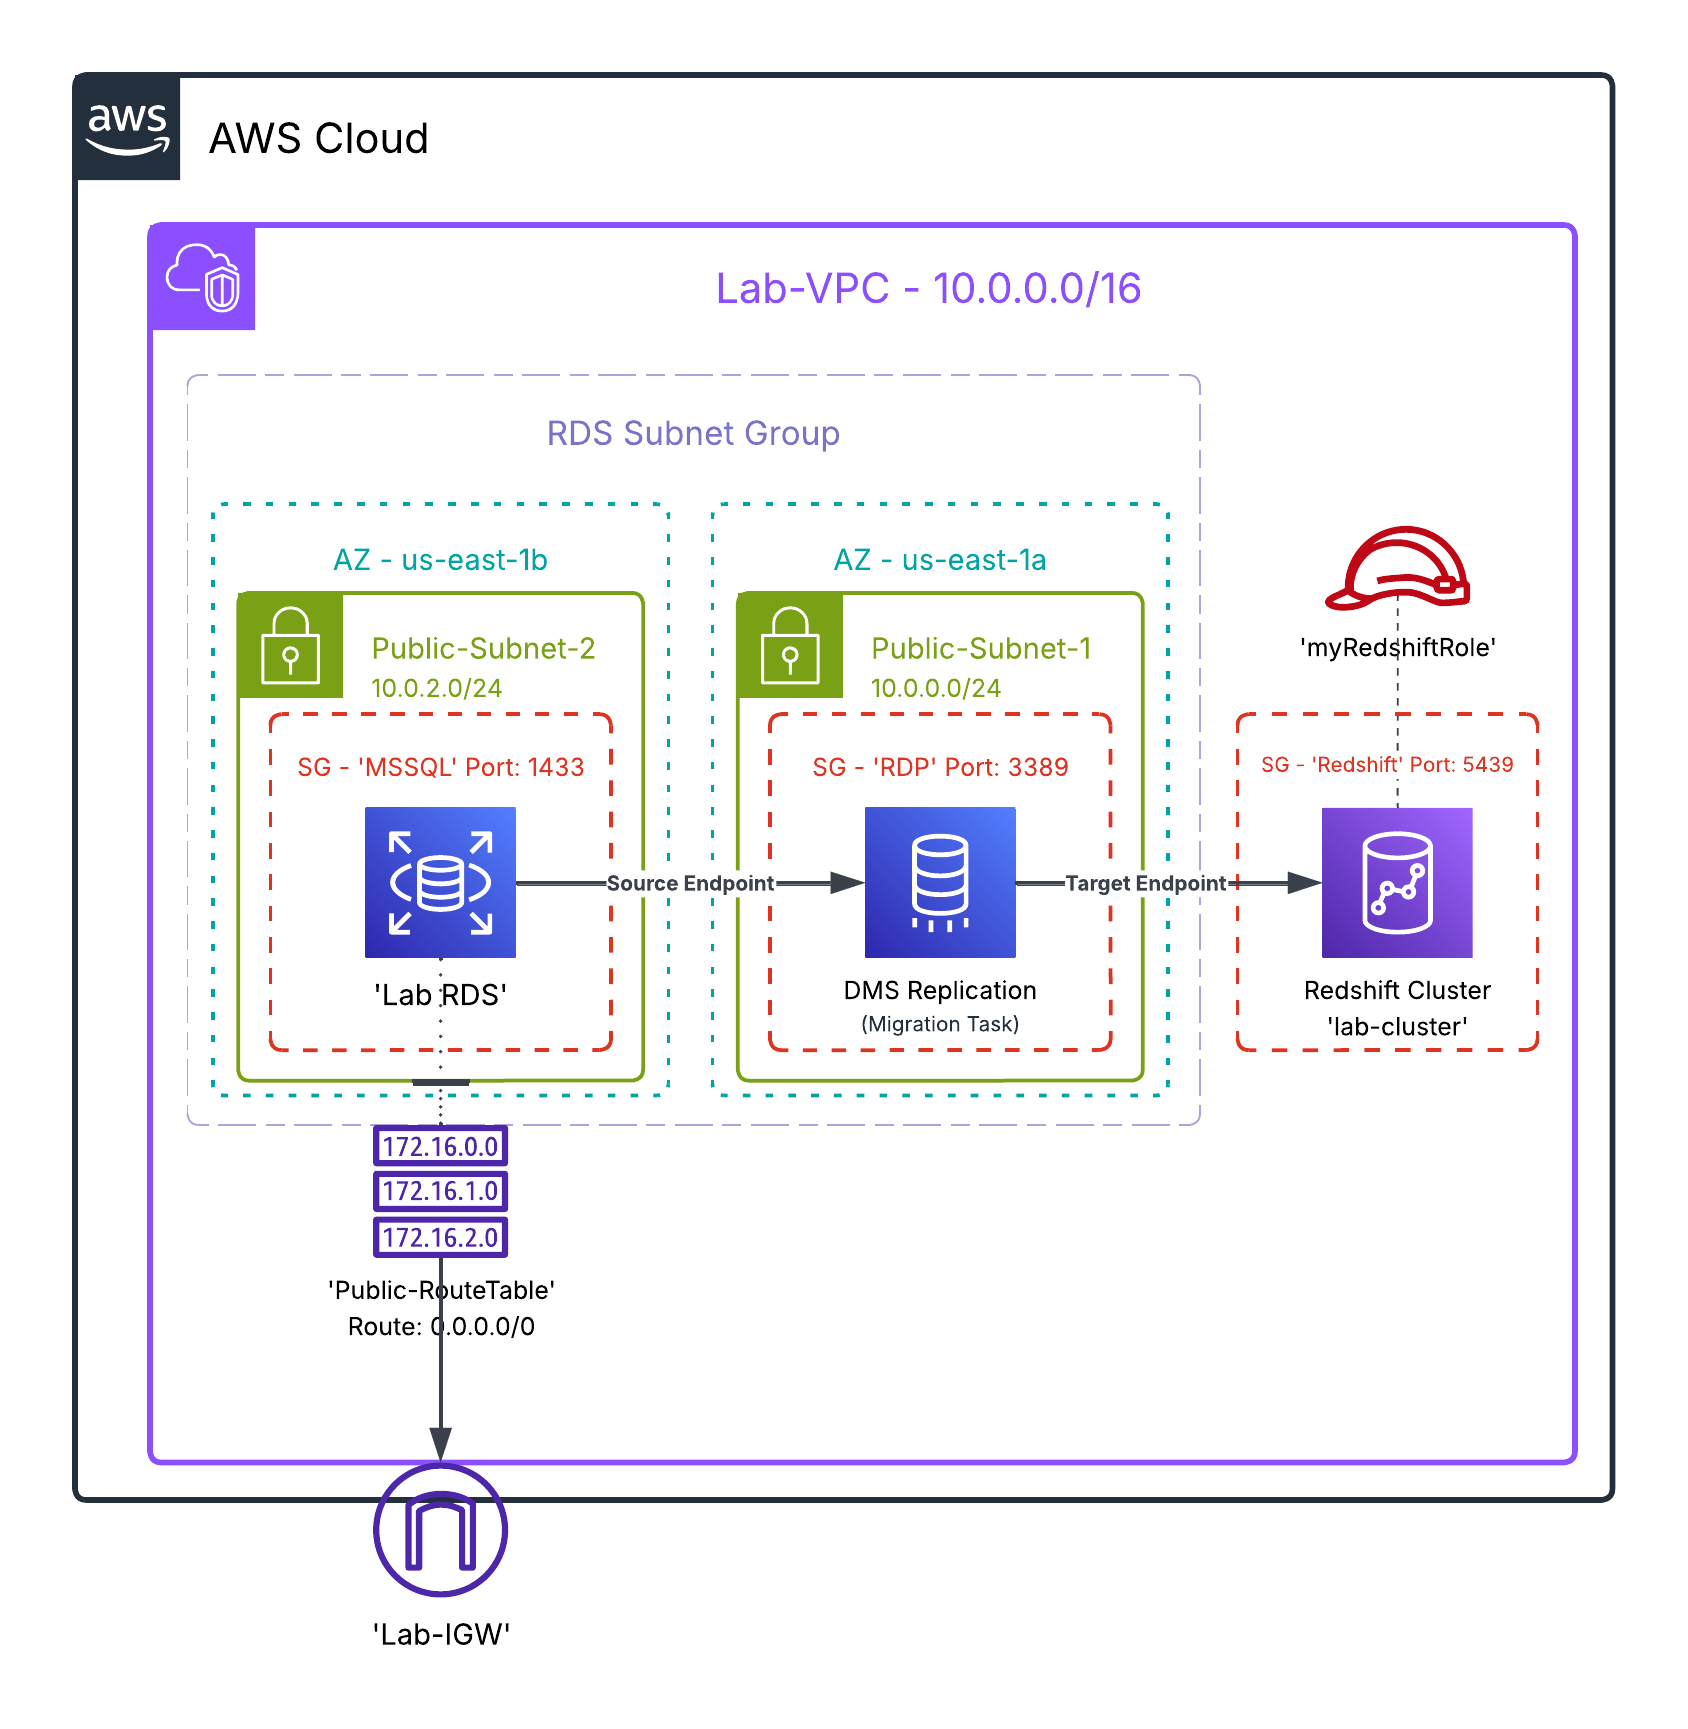 aws
AWS Cloud
Lab-VPC - 10.0.0.0/16
RDS Subnet Group
AZ - us-east-1b
Public-Subnet-2
10.0.2.0/24
SG - 'MSSQL' Port: 1433
'Lab RDS'
Source Endpoint
AZ - us-east-1a
Public-Subnet-1
10.0.0.0/24
SG - 'RDP' Port: 3389
DMS Replication
(Migration Task)
Target Endpoint
'myRedshiftRole'
SG - 'Redshift' Port: 5439
Redshift Cluster
'lab-cluster'
172.16.0.0
172.16.1.0
172.16.2.0
'Public-RouteTable'
Route: 0.0.0.0/0
'Lab-IGW'